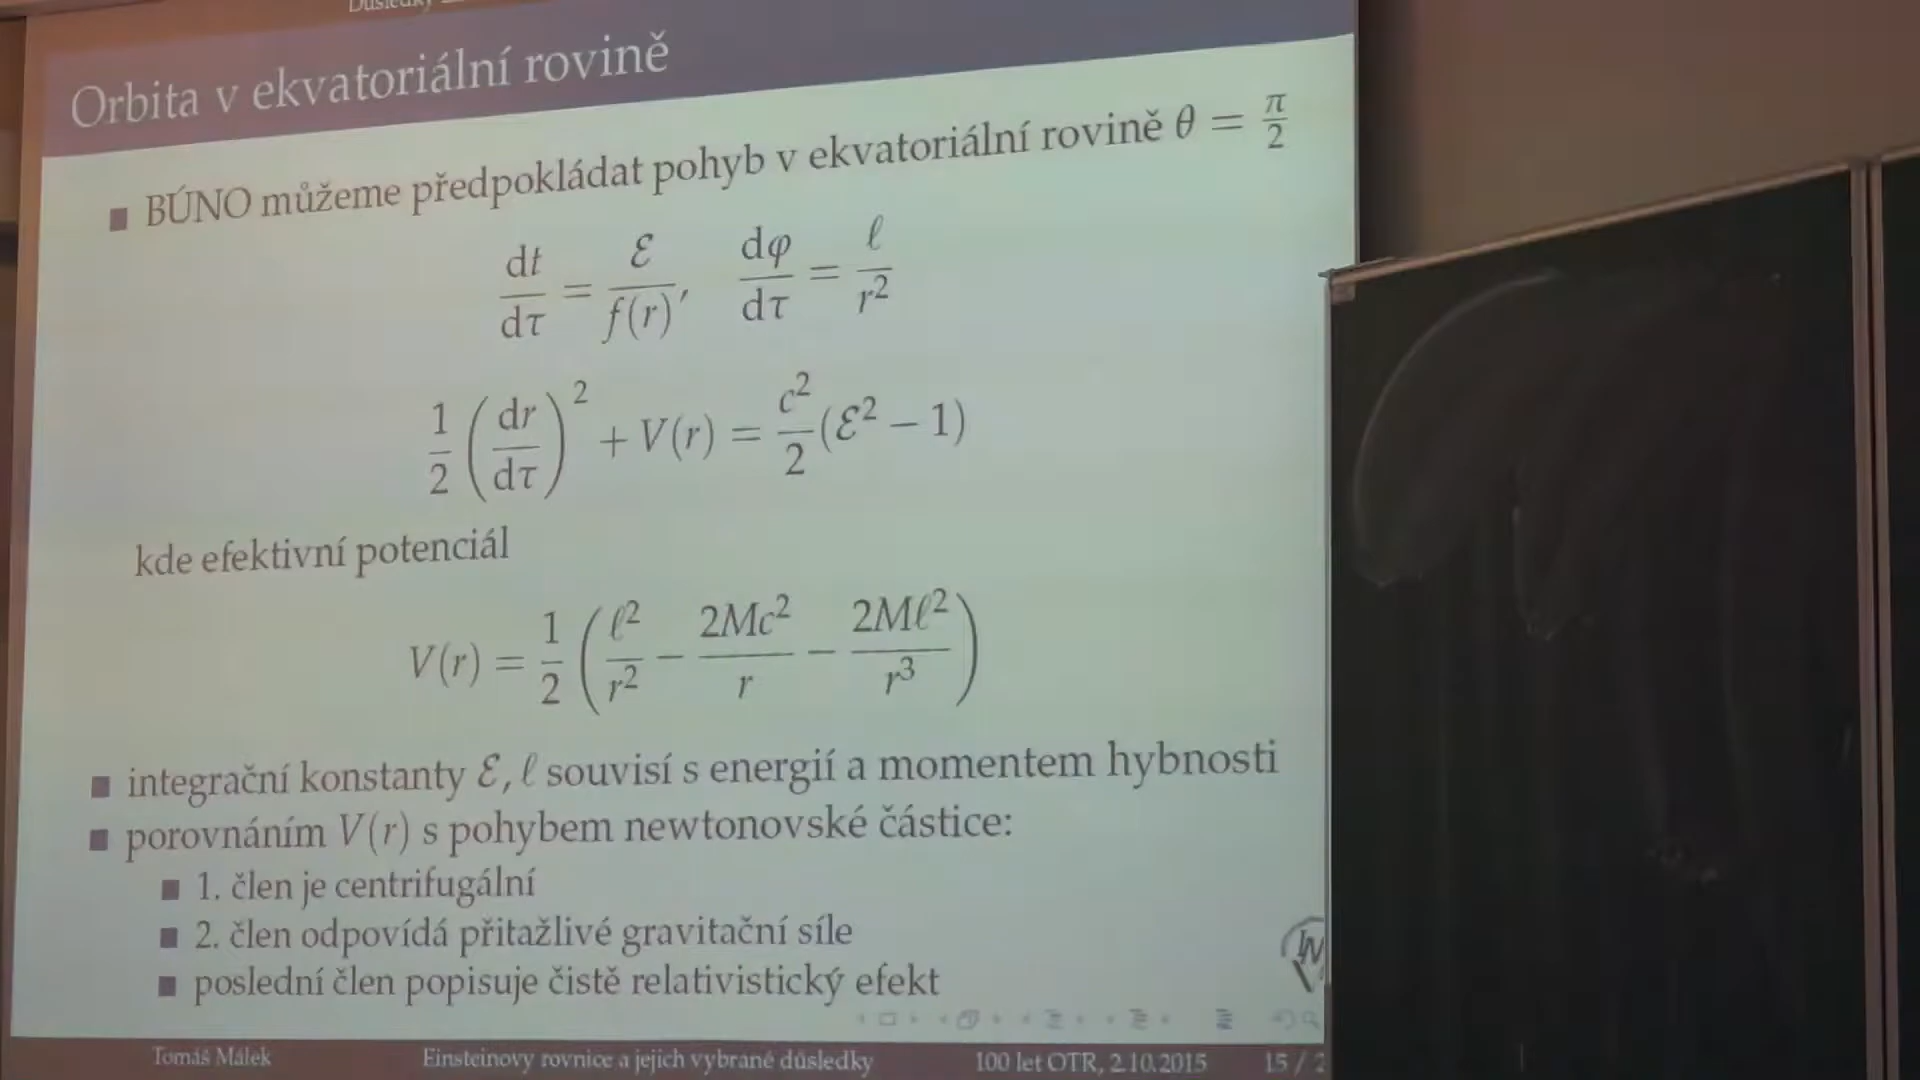 Důsledky
Orbita v ekvatoriální rovině
■ BÚNO můžeme předpokládat pohyb v ekvatoriální rovině θ = π/2
dt/dτ = ℰ/f(r), dφ/dτ = ℓ/r²
1/2 (dr/dτ)² + V(r) = c²/2 (ℰ² − 1)
kde efektivní potenciál
V(r) = 1/2 (ℓ²/r² − 2Mc²/r − 2Mℓ²/r³)
■ integrační konstanty ℰ, ℓ souvisí s energií a momentem hybnosti
■ porovnáním V(r) s pohybem newtonovské částice:
■ 1. člen je centrifugální
■ 2. člen odpovídá přitažlivé gravitační síle
■ poslední člen popisuje čistě relativistický efekt
Tomáš Málek Einsteinovy rovnice a jejich vybrané důsledky 100 let OTR, 2.10.2015 15 / 2